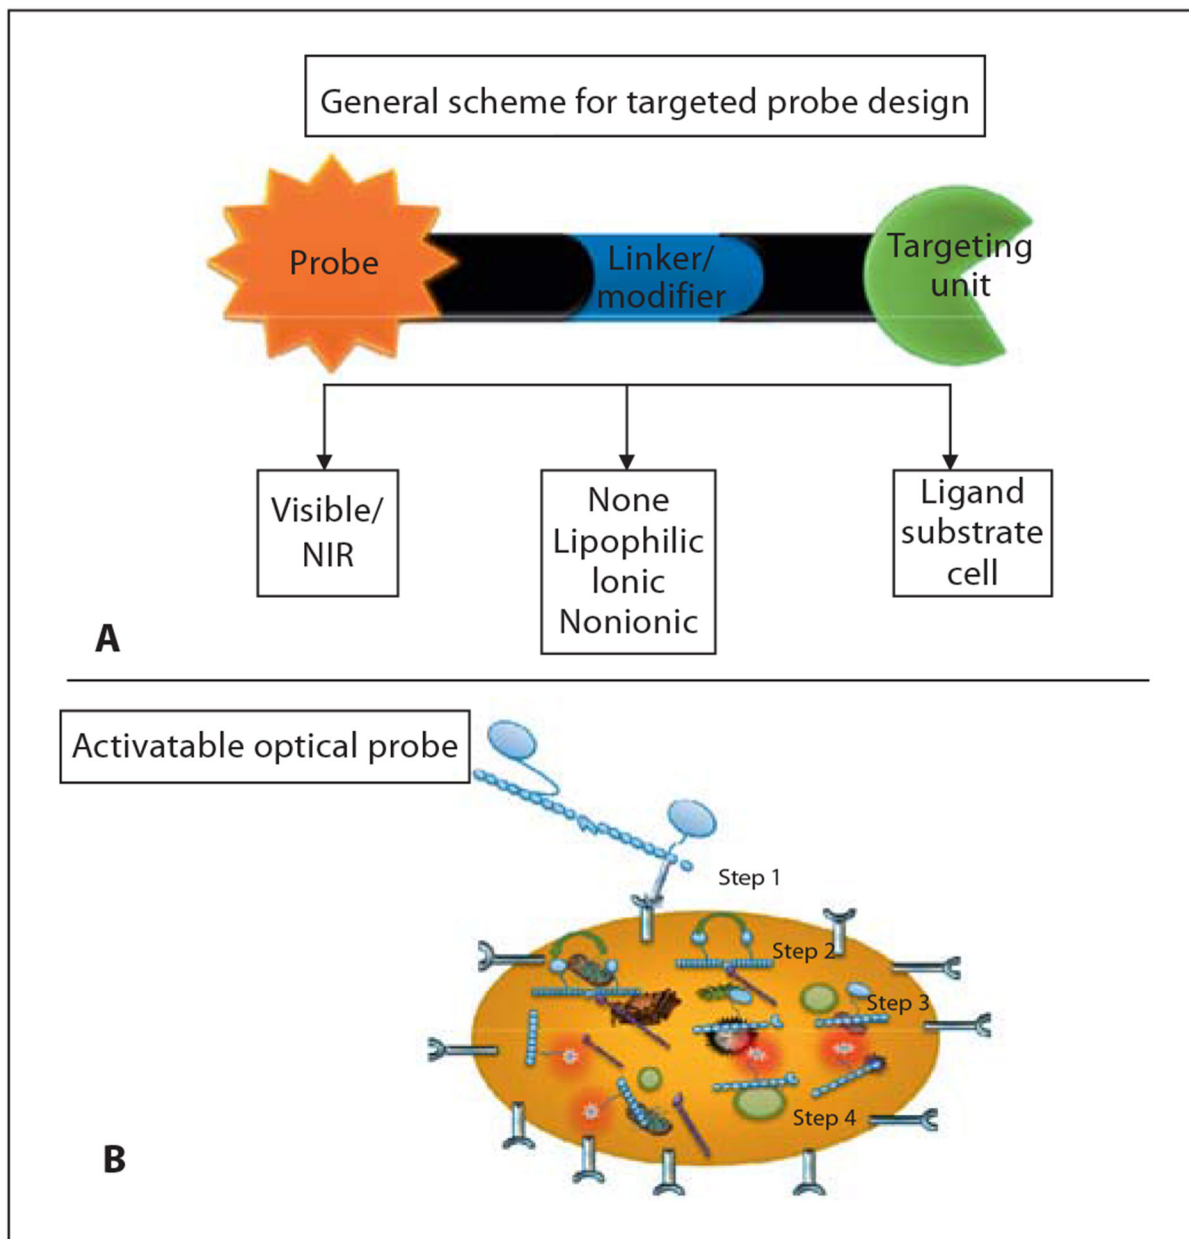 General scheme for targeted probe design
Probe
Linker/
modifier
Targeting
unit
Visible/
NIR
None
Lipophilic
Ionic
Nonionic
Ligand
substrate
cell
A
Activatable optical probe
Step 1
Step 2
Step 3
Step 4
B